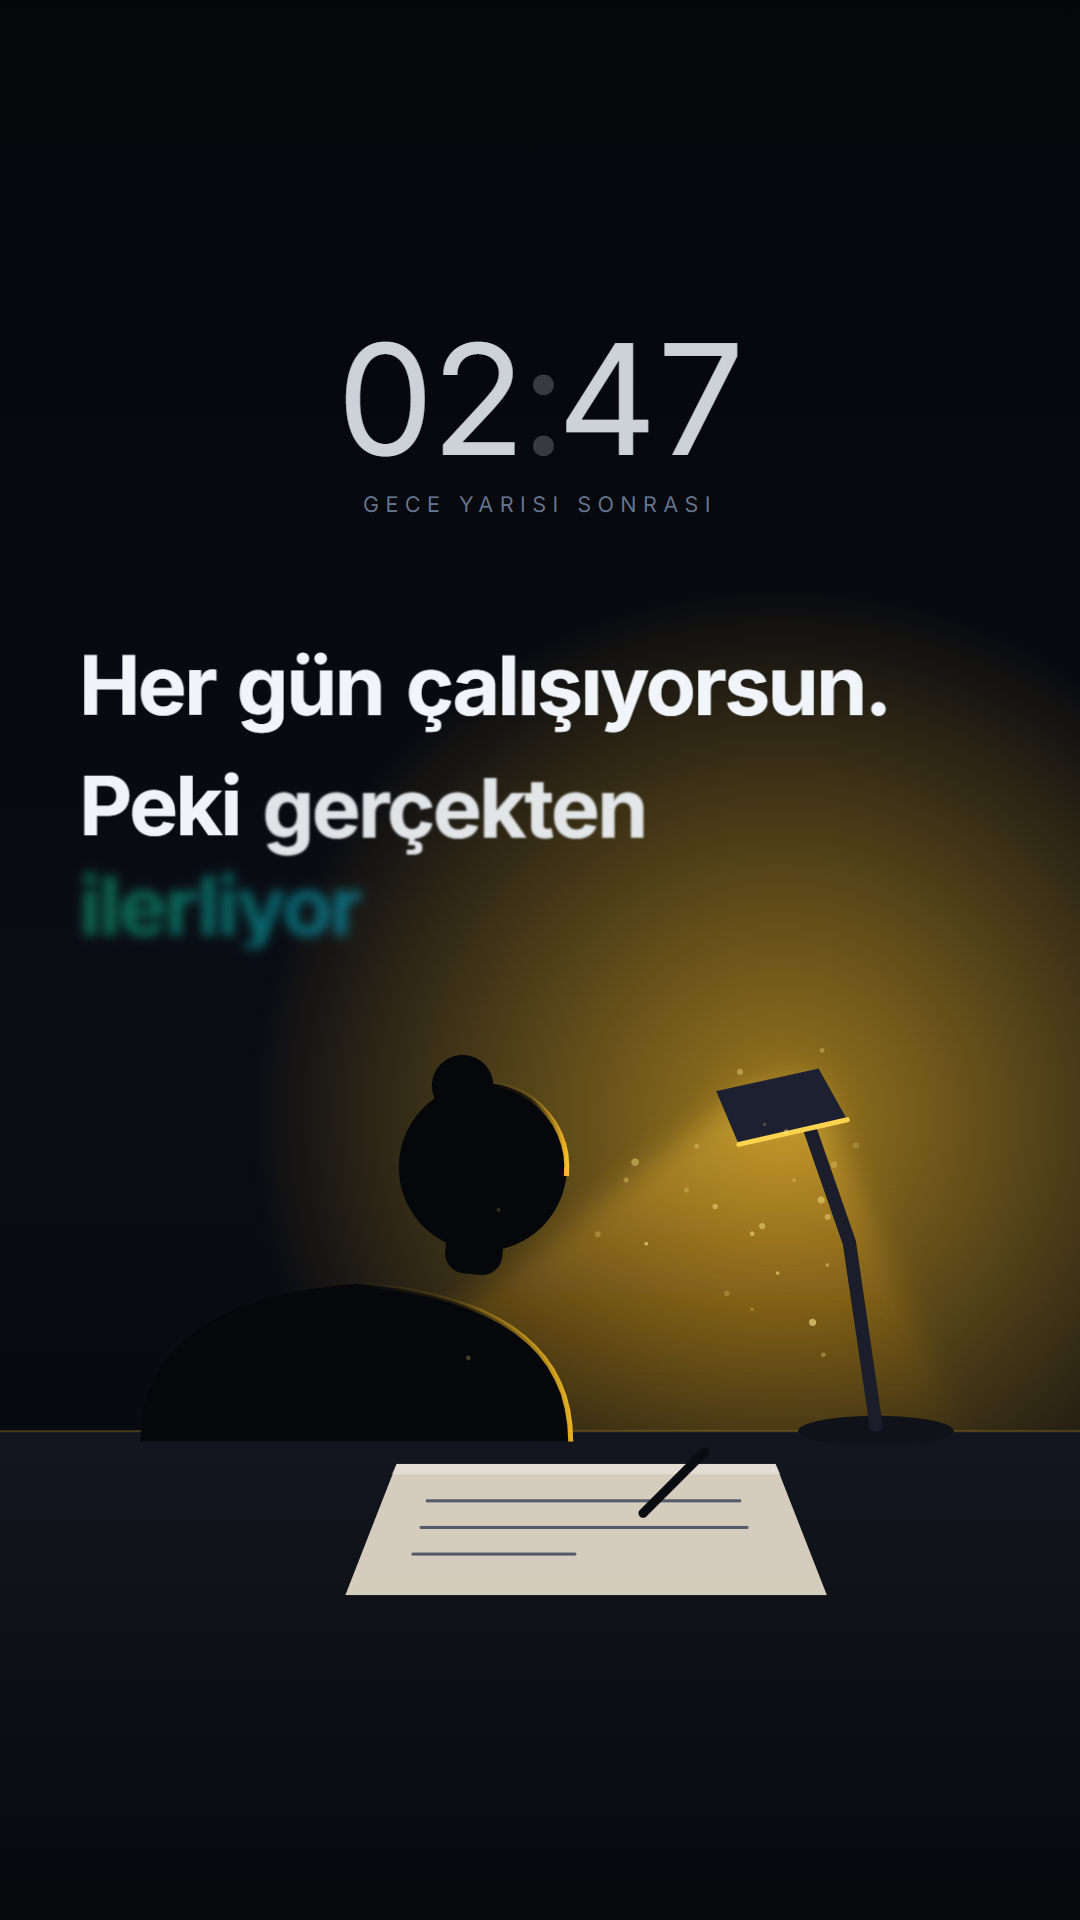 02:47
GECE YARISI SONRASI
Her gün çalışıyorsun.
Peki gerçekten
ilerliyor